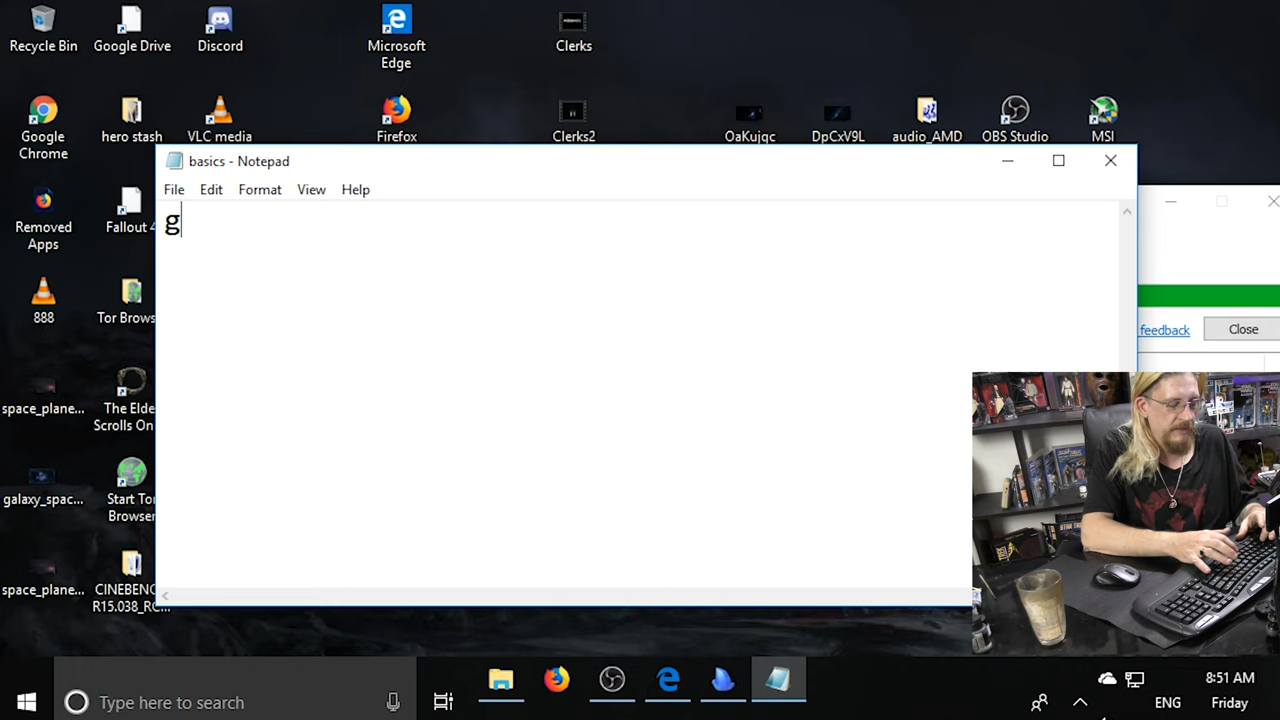 Recycle Bin
Google Drive
Discord
Microsoft
Edge
Clerks
Google
Chrome
hero stash
VLC media
Firefox
Clerks2
OaKujqc
DpCxV9L
audio_AMD
OBS Studio
MSI
basics - Notepad
File Edit Format View Help
g
Removed
Apps
Fallout 4
888
Tor Brows
feedback
Close
space_plane...
The Elde
Scrolls On
galaxy_spac...
Start Tor
Browser
space_plane...
CINEBENC
R15.038_RC...
Type here to search
8:51 AM
ENG
Friday